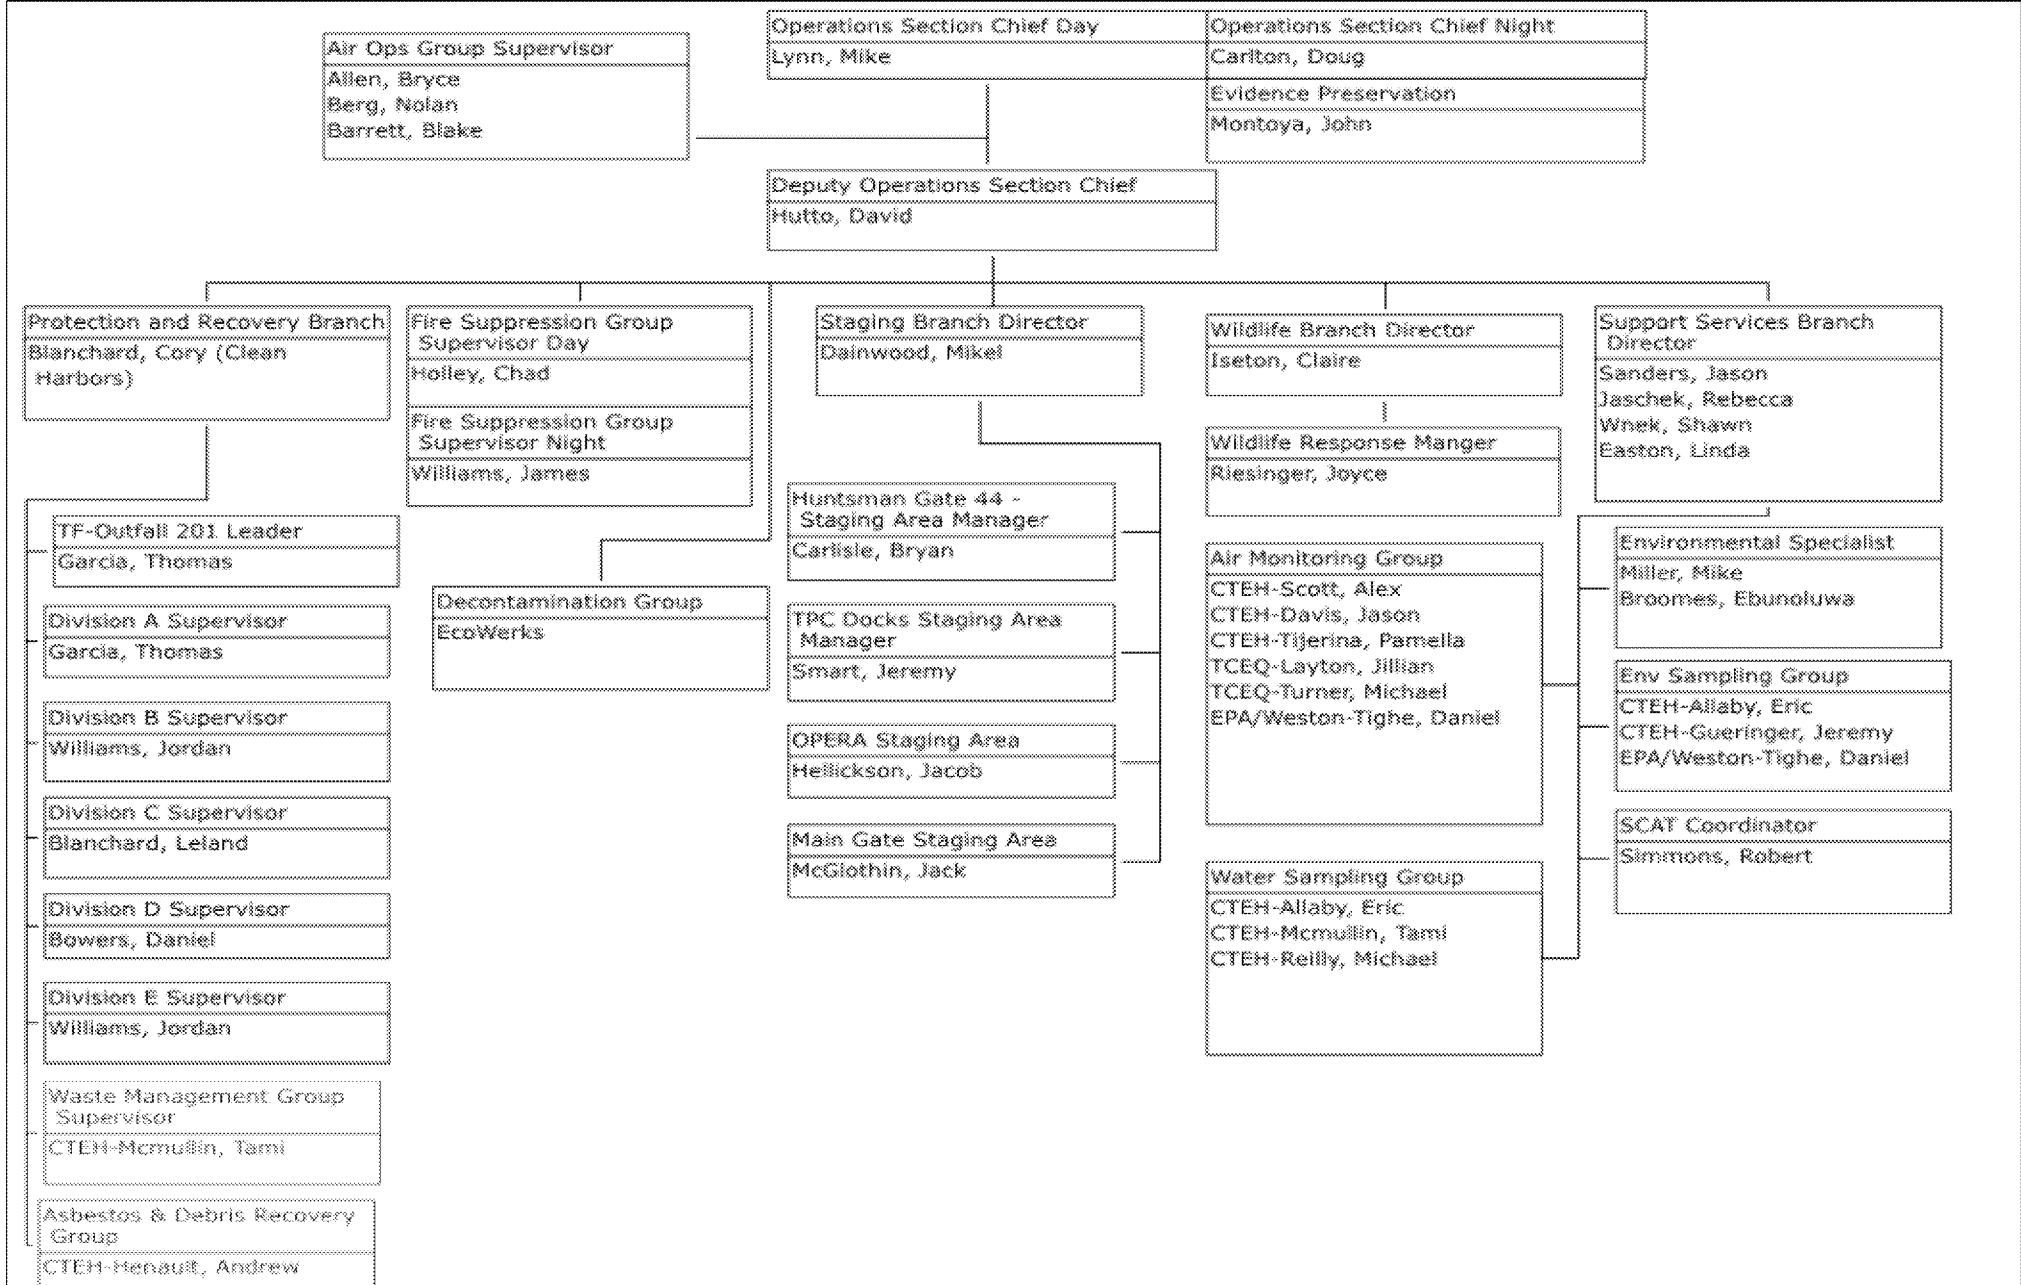 Air Ops Group Supervisor
Allen, Bryce
Berg, Nolan
Barrett, Blake
Operations Section Chief Day
Lynn, Mike
Operations Section Chief Night
Carlton, Doug
Evidence Preservation
Montoya, John
Deputy Operations Section Chief
Hutto, David
Protection and Recovery Branch
Blanchard, Cory (Clean
Harbors)
Fire Suppression Group
Supervisor Day
Holley, Chad
Fire Suppression Group
Supervisor Night
Williams, James
Staging Branch Director
Dainwood, Mikel
Wildlife Branch Director
Iseton, Claire
Wildlife Response Manger
Riesinger, Joyce
Support Services Branch
Director
Sanders, Jason
Jaschek, Rebecca
Wnek, Shawn
Easton, Linda
TF-Outfall 201 Leader
Garcia, Thomas
Division A Supervisor
Garcia, Thomas
Division B Supervisor
Williams, Jordan
Division C Supervisor
Blanchard, Leland
Division D Supervisor
Bowers, Daniel
Division E Supervisor
Williams, Jordan
Waste Management Group
Supervisor
CTEH-Mcmullin, Tami
Asbestos & Debris Recovery
Group
CTEH-Henault, Andrew
Decontamination Group
EcoWerks
Huntsman Gate 44 -
Staging Area Manager
Carlisle, Bryan
TPC Docks Staging Area
Manager
Smart, Jeremy
OPERA Staging Area
Hellickson, Jacob
Main Gate Staging Area
McGlothin, Jack
Air Monitoring Group
CTEH-Scott, Alex
CTEH-Davis, Jason
CTEH-Tijerina, Pamella
TCEQ-Layton, Jillian
TCEQ-Turner, Michael
EPA/Weston-Tighe, Daniel
Water Sampling Group
CTEH-Allaby, Eric
CTEH-Mcmullin, Tami
CTEH-Reilly, Michael
Environmental Specialist
Miller, Mike
Broomes, Ebunoluwa
Env Sampling Group
CTEH-Allaby, Eric
CTEH-Gueringer, Jeremy
EPA/Weston-Tighe, Daniel
SCAT Coordinator
Simmons, Robert